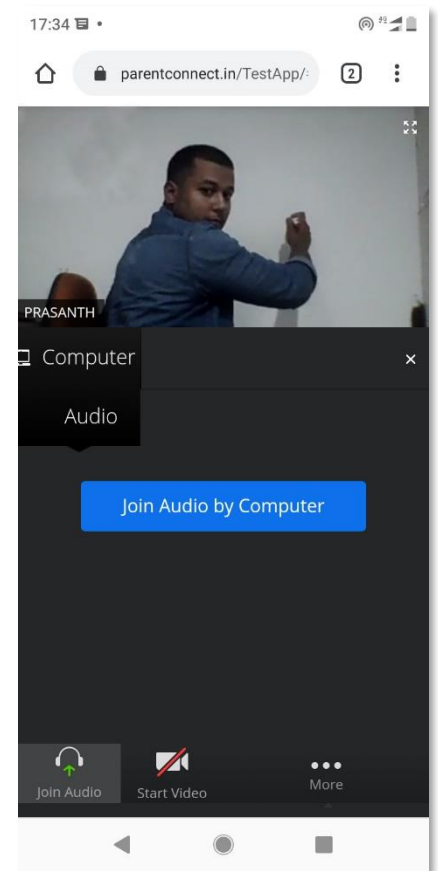 17:34
parentconnect.in/TestApp/
2
PRASANTH
Computer
×
Audio
Join Audio by Computer
Join Audio
Start Video
More